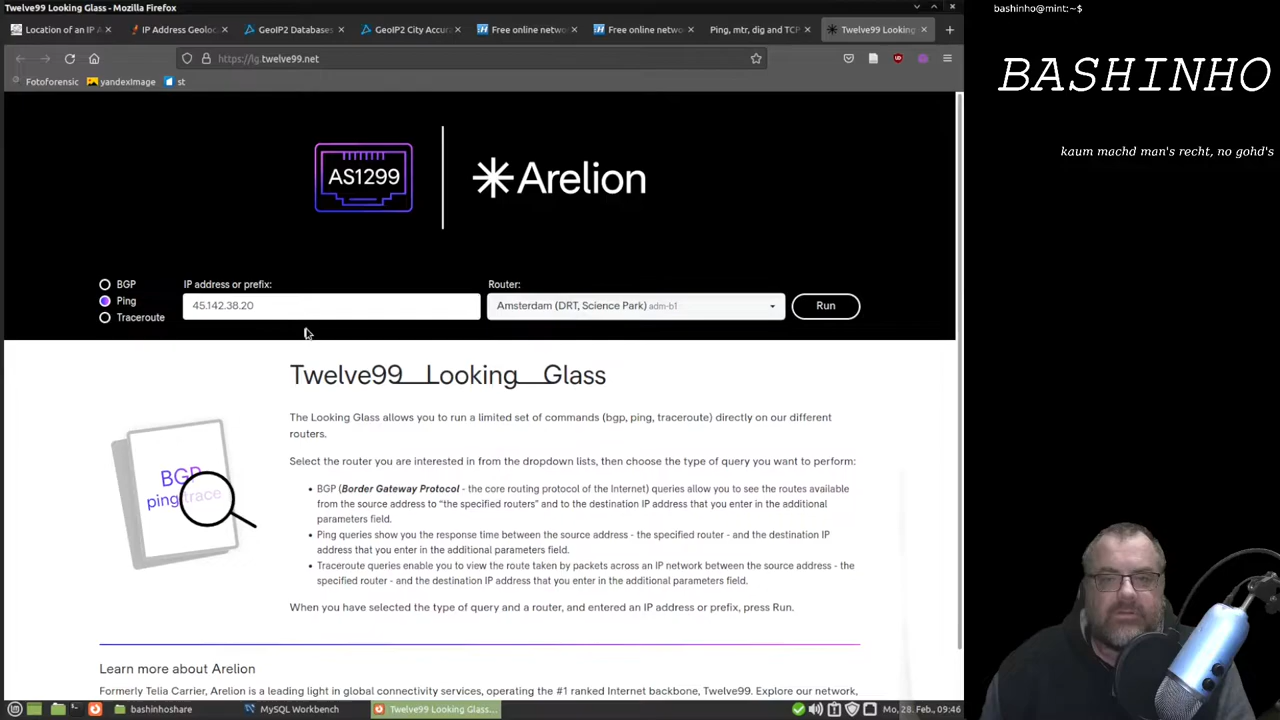 Twelve99 Looking Glass - Mozilla Firefox
Location of an IP A
IP Address Geoloc
GeoIP2 Databases
GeoIP2 City Accur
Free online netwo
Free online netwo
Ping, mtr, dig and TCP
Twelve99 Looking
https://lg.twelve99.net
Fotoforensic
yandexImage
st
AS1299
Arelion
BGP
Ping
Traceroute
IP address or prefix:
45.142.38.20
Router:
Amsterdam (DRT, Science Park) adm-b1
Run
Twelve99 Looking Glass
The Looking Glass allows you to run a limited set of commands (bgp, ping, traceroute) directly on our different
routers.
Select the router you are interested in from the dropdown lists, then choose the type of query you want to perform:
BGP (Border Gateway Protocol - the core routing protocol of the Internet) queries allow you to see the routes available
from the source address to “the specified routers” and to the destination IP address that you enter in the additional
parameters field.
Ping queries show you the response time between the source address - the specified router - and the destination IP
address that you enter in the additional parameters field.
Traceroute queries enable you to view the route taken by packets across an IP network between the source address - the
specified router - and the destination IP address that you enter in the additional parameters field.
When you have selected the type of query and a router, and entered an IP address or prefix, press Run.
BGP
ping trace
Learn more about Arelion
Formerly Telia Carrier, Arelion is a leading light in global connectivity services, operating the #1 ranked Internet backbone, Twelve99. Explore our network,
bashinhoshare
MySQL Workbench
Twelve99 Looking Glass...
Mo, 28. Feb., 09:46
bashinho@mint:~$
BASHINHO
kaum machd man's recht, no gohd's